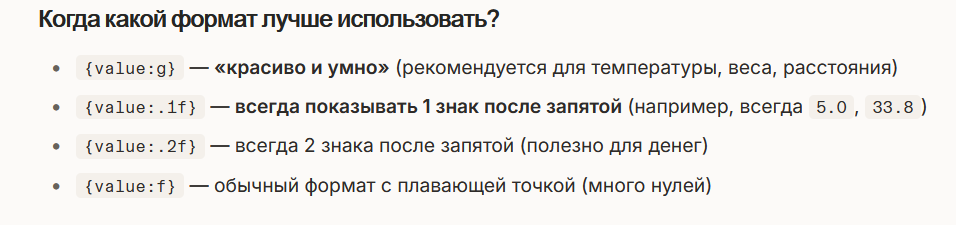 Когда какой формат лучше использовать?
• {value:g} — «красиво и умно» (рекомендуется для температуры, веса, расстояния)
• {value:.1f} — всегда показывать 1 знак после запятой (например, всегда 5.0, 33.8)
• {value:.2f} — всегда 2 знака после запятой (полезно для денег)
• {value:f} — обычный формат с плавающей точкой (много нулей)